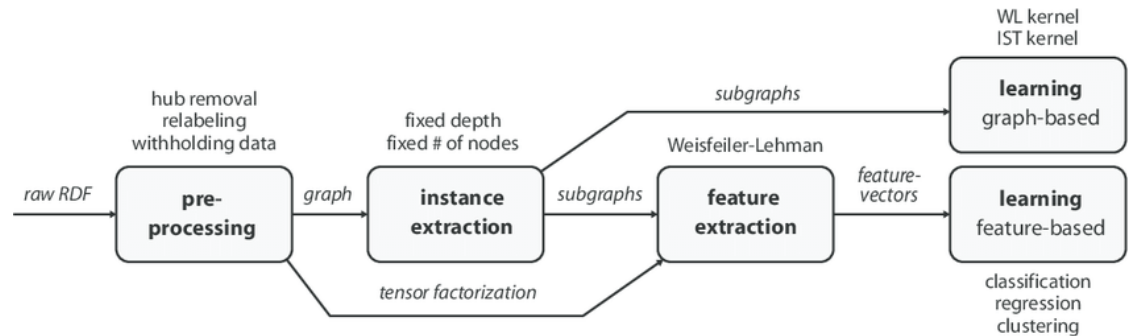 WL kernel
IST kernel
learning
graph-based
subgraphs
hub removal
relabeling
withholding data
fixed depth
fixed # of nodes
Weisfeiler-Lehman
raw RDF
pre-
processing
graph
instance
extraction
subgraphs
feature
extraction
feature-
vectors
learning
feature-based
tensor factorization
classification
regression
clustering